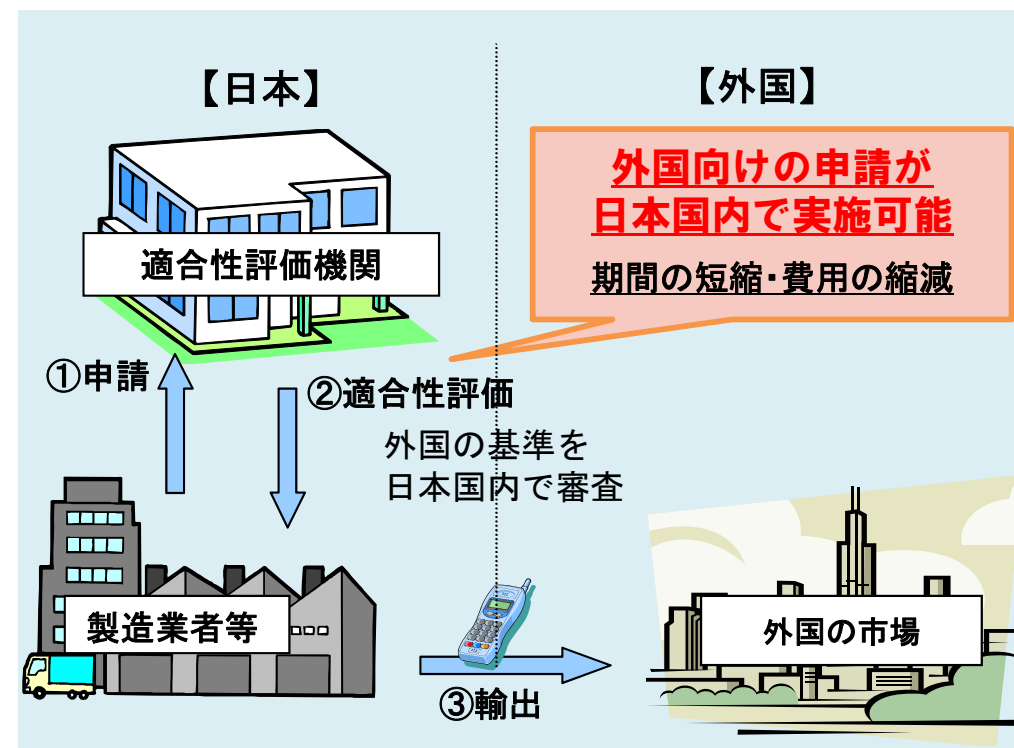 【日本】
【外国】
外国向けの申請が
日本国内で実施可能
期間の短縮・費用の縮減
適合性評価機関
①申請
②適合性評価
外国の基準を
日本国内で審査
製造業者等
外国の市場
③輸出